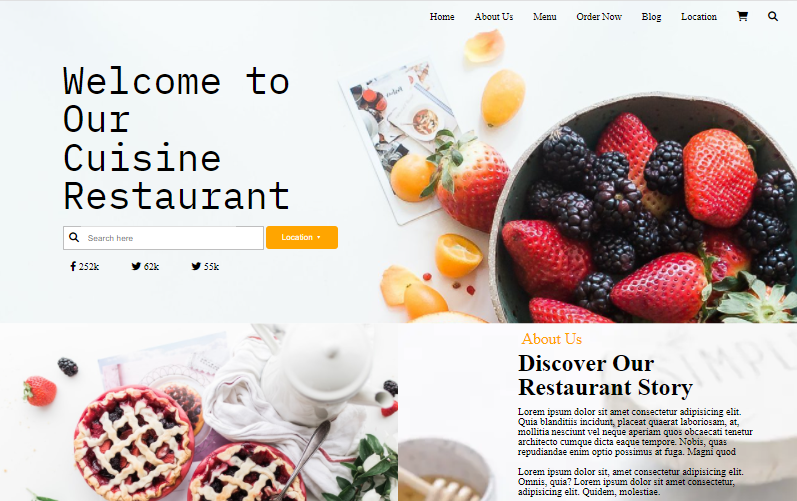 Home About Us Menu Order Now Blog Location
Welcome to
Our
Cuisine
Restaurant
Search here
Location
252k 62k 55k
About Us
Discover Our
Restaurant Story
Lorem ipsum dolor sit amet consectetur adipisicing elit.
Quia blanditiis incidunt, placeat quaerat laboriosam, at,
mollitia nesciunt vel neque aperiam quos obcaecati tenetur
architecto cumque dicta eaque tempore. Nobis, quas
repudiandae enim optio possimus at fuga. Magni quod
Lorem ipsum dolor sit, amet consectetur adipisicing elit.
Omnis, quia? Lorem ipsum dolor sit amet consectetur,
adipisicing elit. Quidem, molestiae.